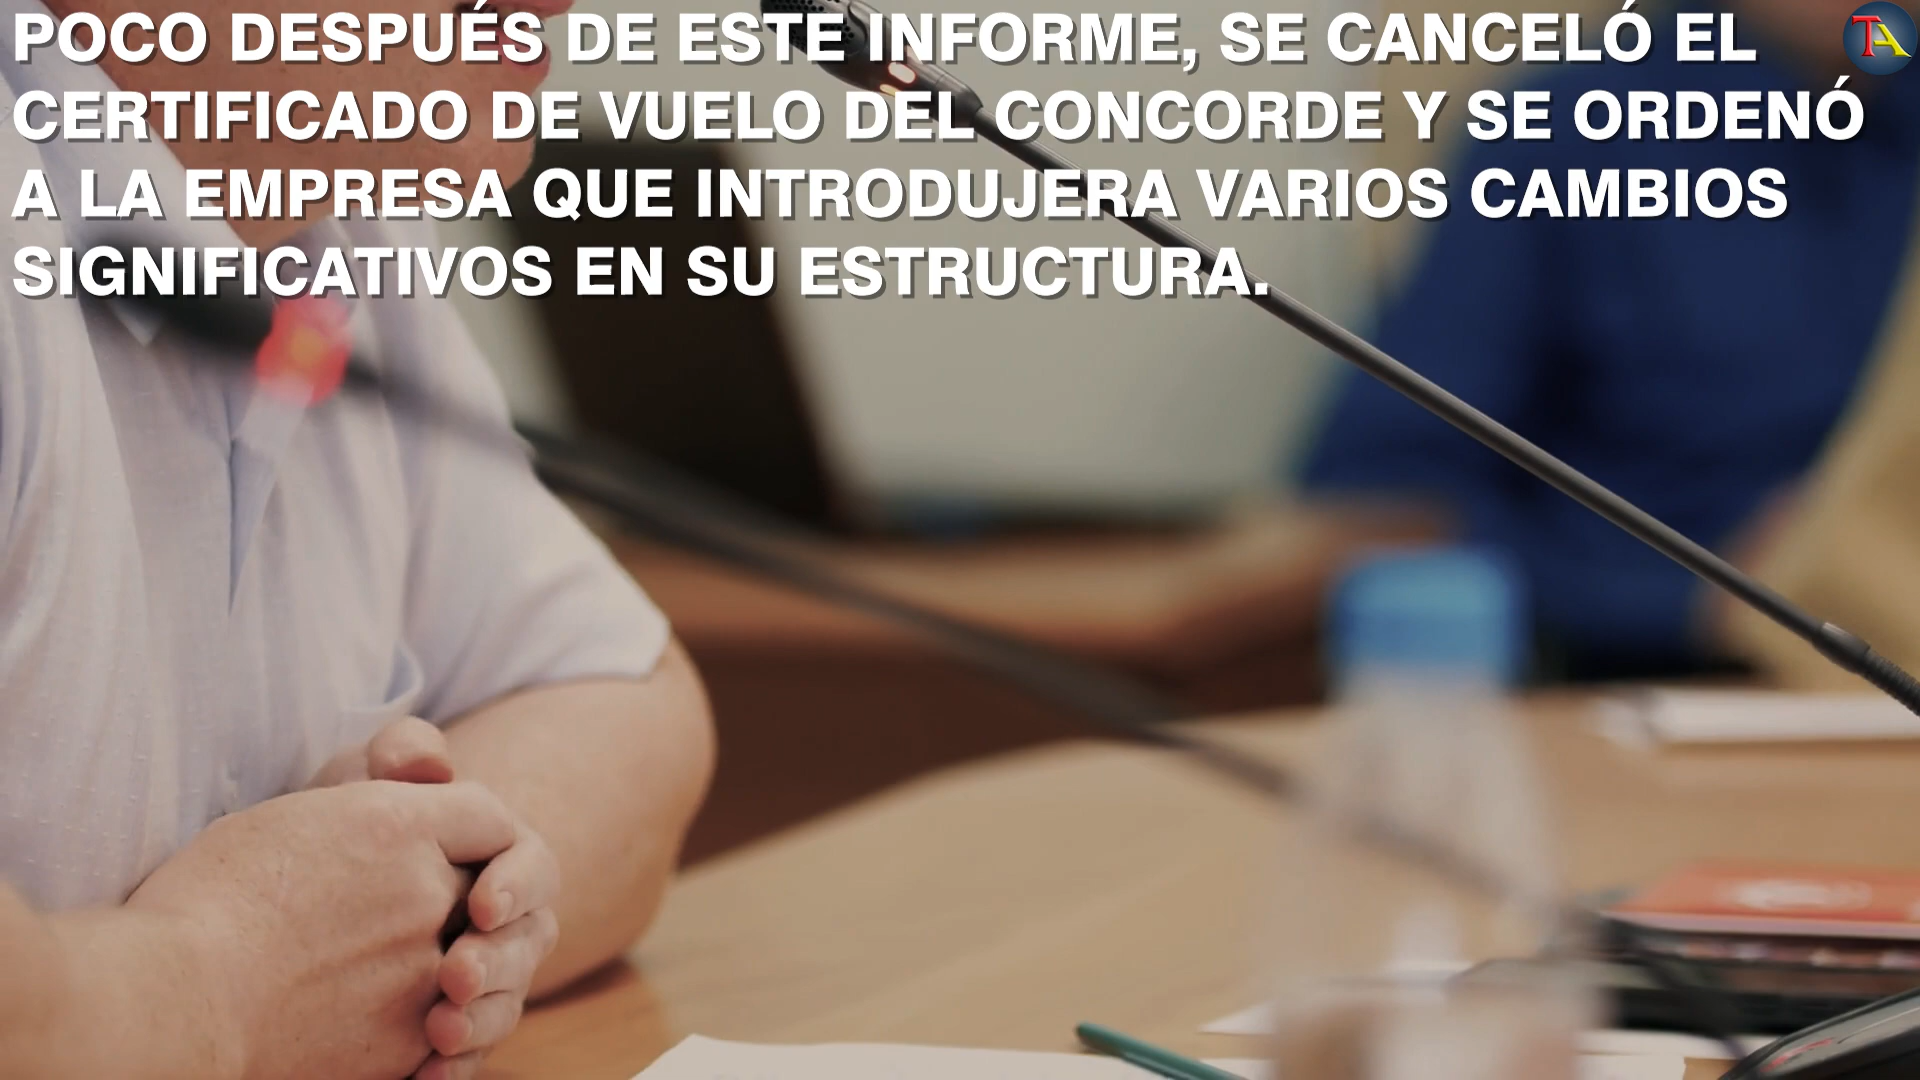 POCO DESPUÉS DE ESTE INFORME, SE CANCELÓ EL
CERTIFICADO DE VUELO DEL CONCORDE Y SE ORDENÓ
A LA EMPRESA QUE INTRODUJERA VARIOS CAMBIOS
SIGNIFICATIVOS EN SU ESTRUCTURA.
TA